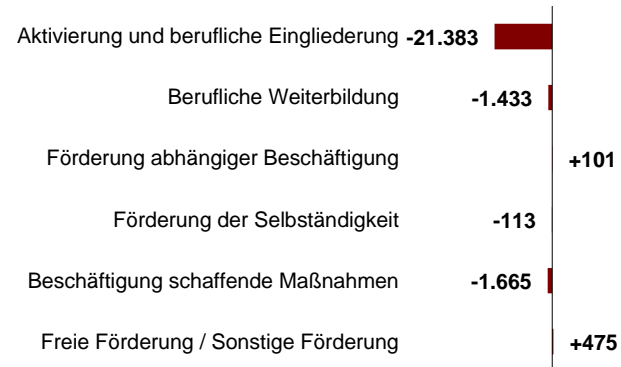 Aktivierung und berufliche Eingliederung -21.383
Berufliche Weiterbildung -1.433
Förderung abhängiger Beschäftigung +101
Förderung der Selbständigkeit -113
Beschäftigung schaffende Maßnahmen -1.665
Freie Förderung / Sonstige Förderung +475